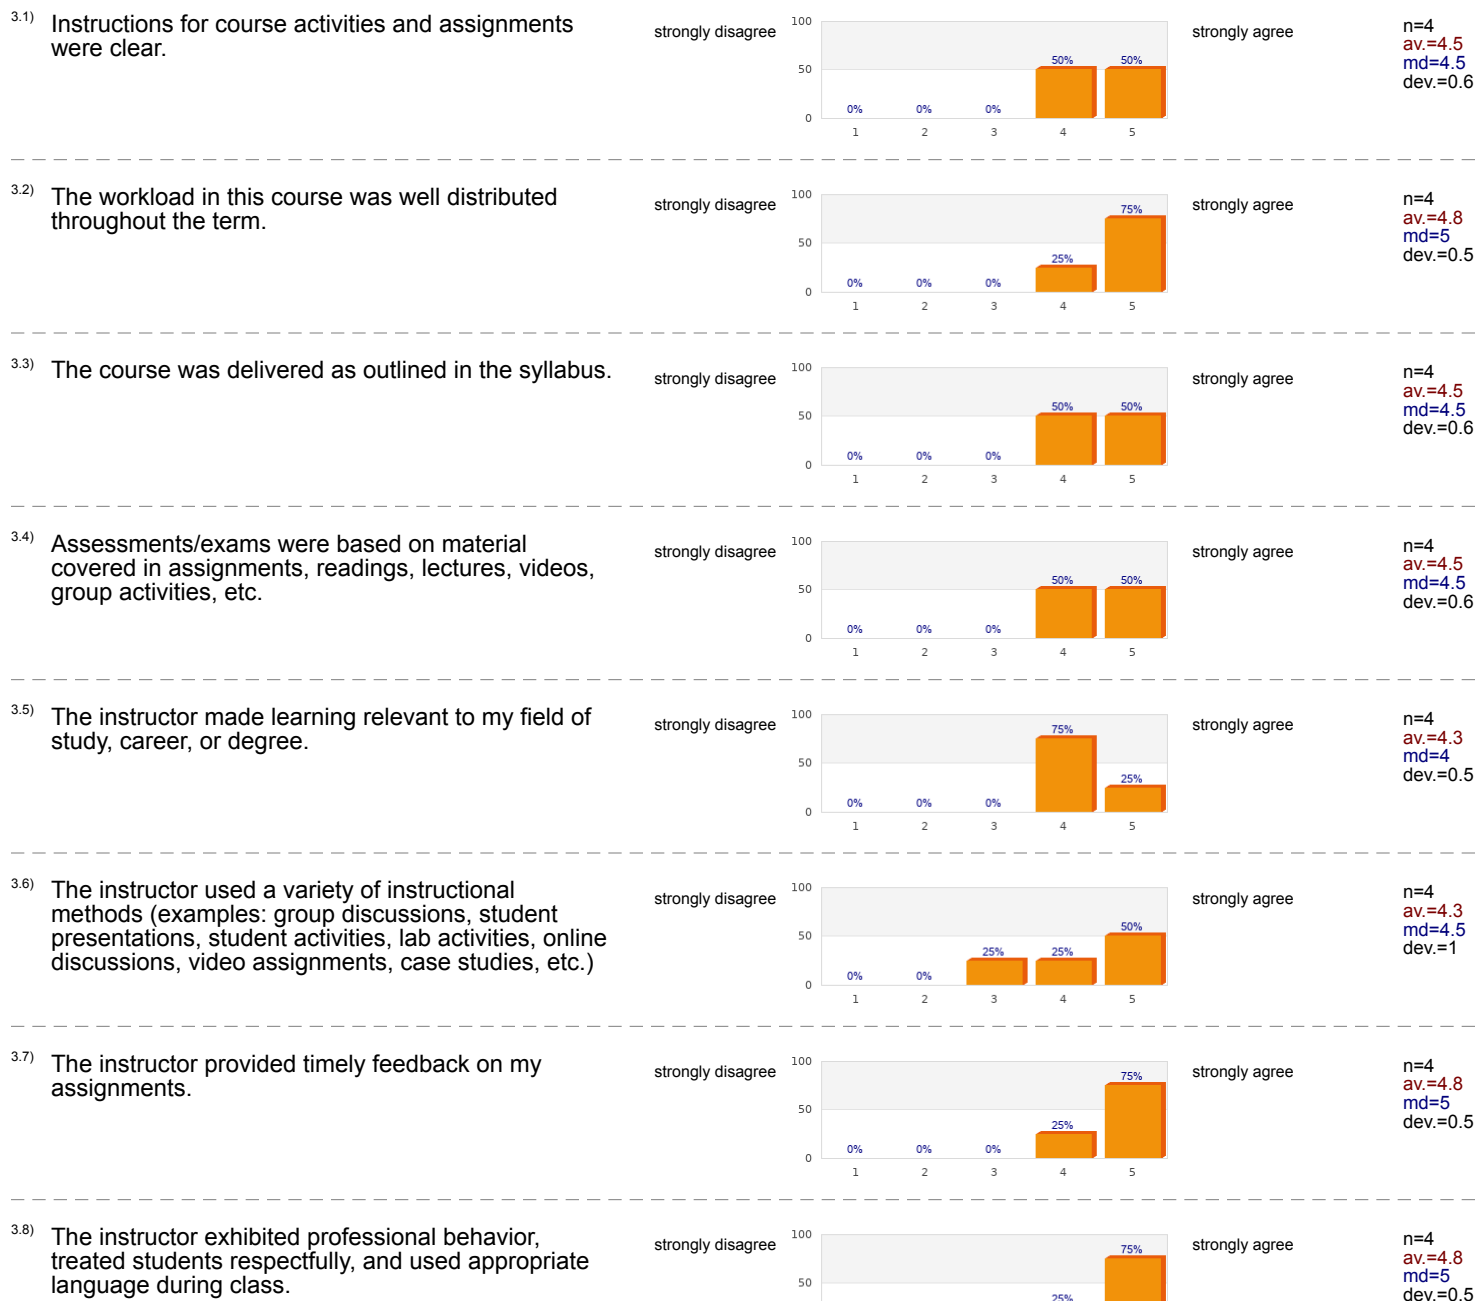 3.1) Instructions for course activities and assignments
were clear.
strongly disagree
strongly agree
n=4
av.=4.5
md=4.5
dev.=0.6
100
50
0
0% 0% 0% 50% 50%
1 2 3 4 5
3.2) The workload in this course was well distributed
throughout the term.
strongly disagree
strongly agree
n=4
av.=4.8
md=5
dev.=0.5
100
50
0
0% 0% 0% 25% 75%
1 2 3 4 5
3.3) The course was delivered as outlined in the syllabus.
strongly disagree
strongly agree
n=4
av.=4.5
md=4.5
dev.=0.6
100
50
0
0% 0% 0% 50% 50%
1 2 3 4 5
3.4) Assessments/exams were based on material
covered in assignments, readings, lectures, videos,
group activities, etc.
strongly disagree
strongly agree
n=4
av.=4.5
md=4.5
dev.=0.6
100
50
0
0% 0% 0% 50% 50%
1 2 3 4 5
3.5) The instructor made learning relevant to my field of
study, career, or degree.
strongly disagree
strongly agree
n=4
av.=4.3
md=4
dev.=0.5
100
50
0
0% 0% 0% 75% 25%
1 2 3 4 5
3.6) The instructor used a variety of instructional
methods (examples: group discussions, student
presentations, student activities, lab activities, online
discussions, video assignments, case studies, etc.)
strongly disagree
strongly agree
n=4
av.=4.3
md=4.5
dev.=1
100
50
0
0% 0% 25% 25% 50%
1 2 3 4 5
3.7) The instructor provided timely feedback on my
assignments.
strongly disagree
strongly agree
n=4
av.=4.8
md=5
dev.=0.5
100
50
0
0% 0% 0% 25% 75%
1 2 3 4 5
3.8) The instructor exhibited professional behavior,
treated students respectfully, and used appropriate
language during class.
strongly disagree
strongly agree
n=4
av.=4.8
md=5
dev.=0.5
100
50
25% 75%